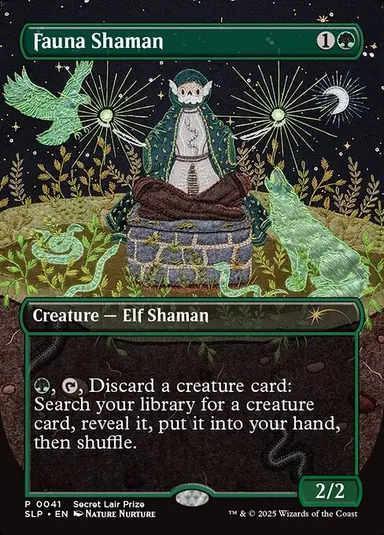 Fauna Shaman 1
Creature — Elf Shaman
, , Discard a creature card:
Search your library for a creature
card, reveal it, put it into your hand,
then shuffle.
2/2
P 0041 Secret Lair Prize
SLP • EN Nature Nurture
™ & © 2025 Wizards of the Coast